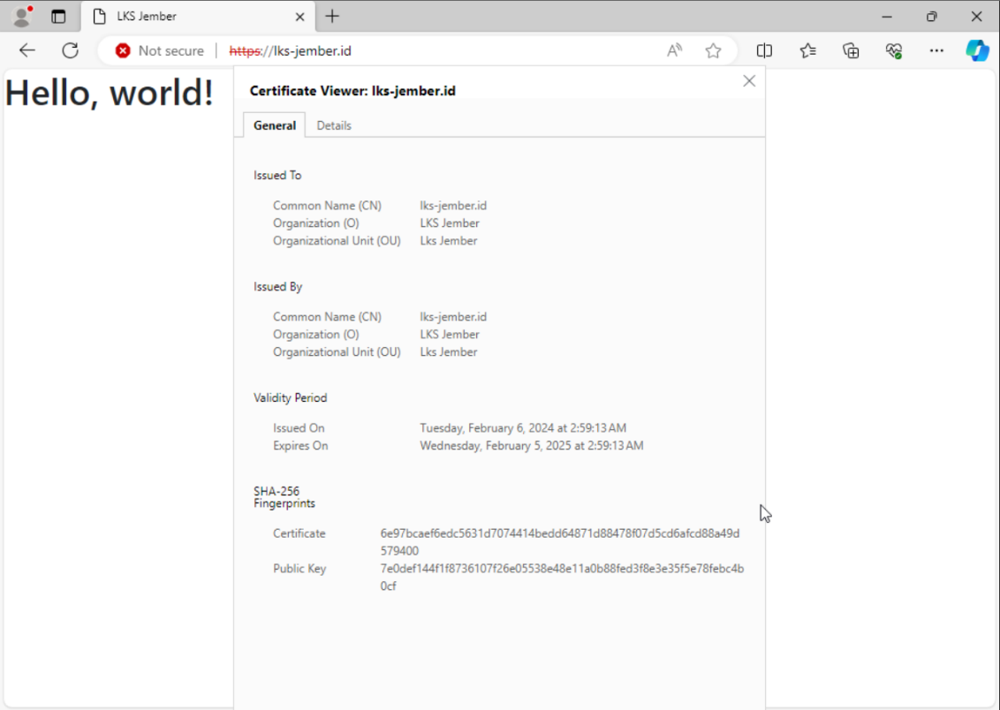 LKS Jember
Not secure https://lks-jember.id
Hello, world!
Certificate Viewer: lks-jember.id
General Details
Issued To
Common Name (CN) lks-jember.id
Organization (O) LKS Jember
Organizational Unit (OU) Lks Jember
Issued By
Common Name (CN) lks-jember.id
Organization (O) LKS Jember
Organizational Unit (OU) Lks Jember
Validity Period
Issued On Tuesday, February 6, 2024 at 2:59:13 AM
Expires On Wednesday, February 5, 2025 at 2:59:13 AM
SHA-256
Fingerprints
Certificate 6e97bcaef6edc5631d7074414bedd64871d88478f07d5cd6afcd88a49d
579400
Public Key 7e0def144f1f8736107f26e05538e48e11a0b88fed3f8e3e35f5e78febc4b
0cf